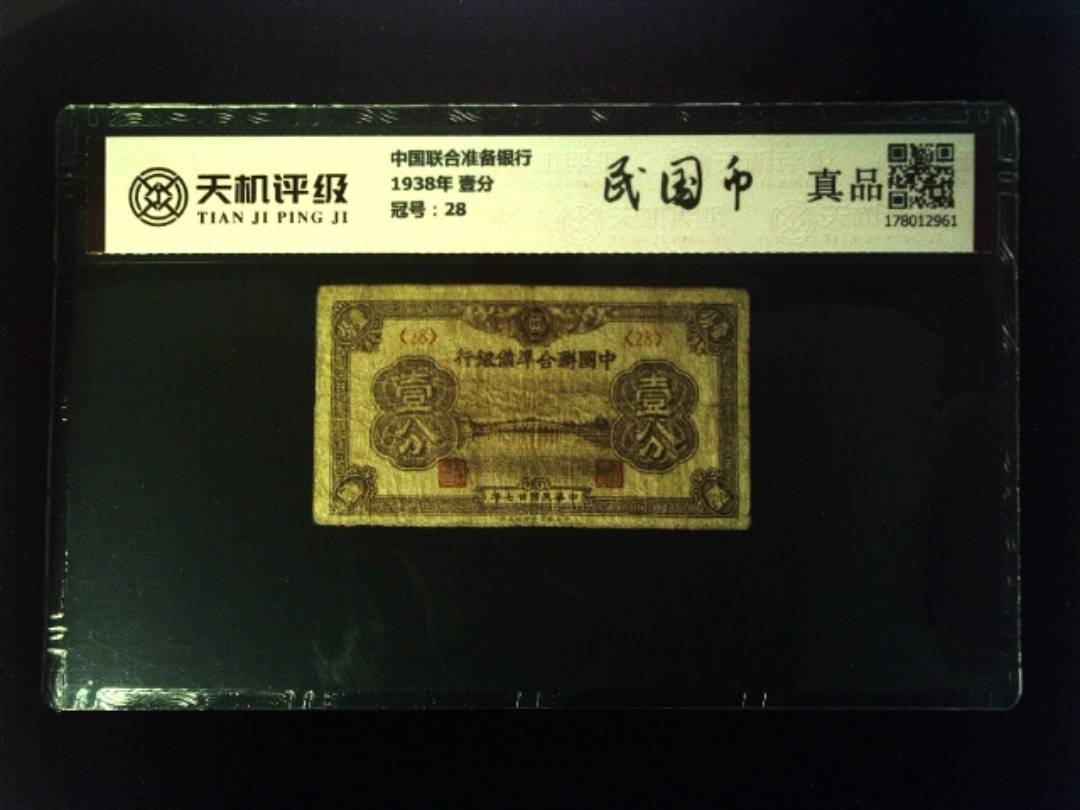 天机评级
TIAN JI PING JI
中国联合准备银行
1938年 壹分
冠号：28
民国币
真品
178012961
《28》
《28》
行銀備準合聯國中
壹分
壹分
年七廿國民華中